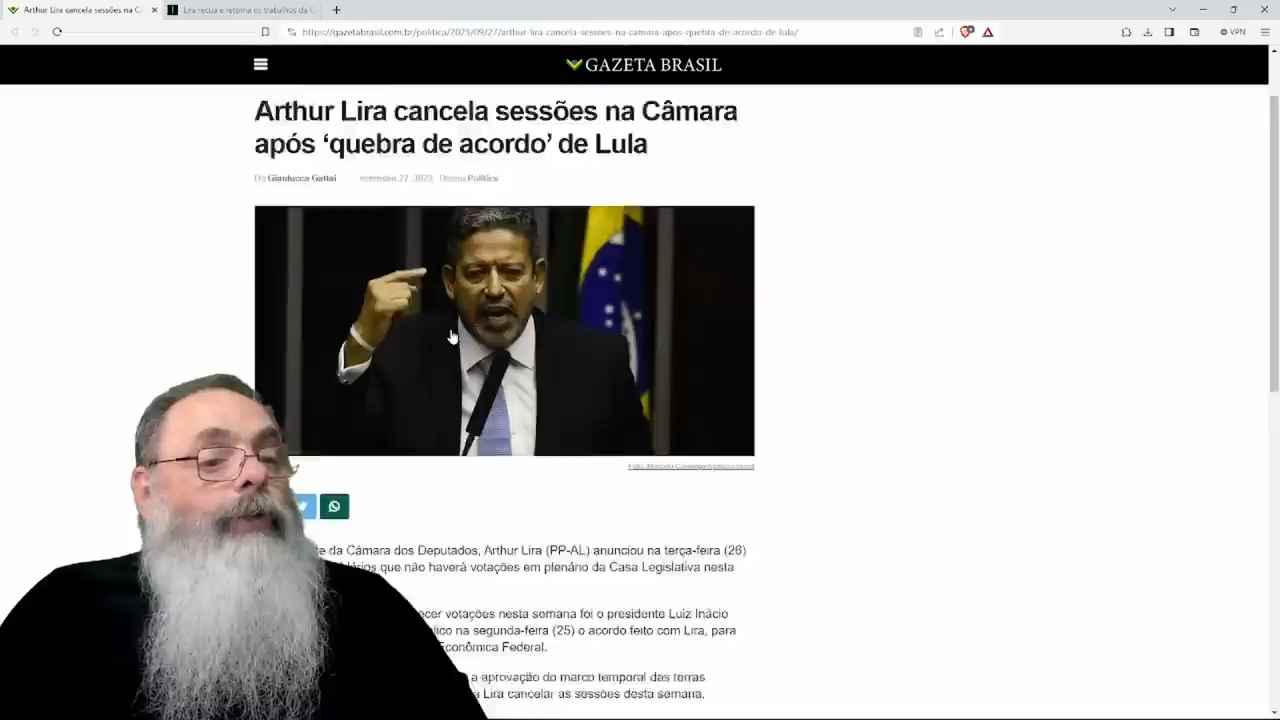 Arthur Lira cancela sessões na Câ
Lira recua e retoma os trabalhos da C
https://gazetabrasil.com.br/politica/2023/09/27/arthur-lira-cancela-sessoes-na-camara-apos-quebra-de-acordo-de-lula/
VPN
GAZETA BRASIL
Arthur Lira cancela sessões na Câmara
após ‘quebra de acordo’ de Lula
De Gianlucca Gattai setembro 27, 2023 Política
te da Câmara dos Deputados, Arthur Lira (PP-AL) anunciou na terça-feira (26)
que não haverá votações em plenário da Casa Legislativa nesta
ecer votações nesta semana foi o presidente Luiz Inácio
lico na segunda-feira (25) o acordo feito com Lira, para
Econômica Federal.
a aprovação do marco temporal das terras
a Lira cancelar as sessões desta semana.